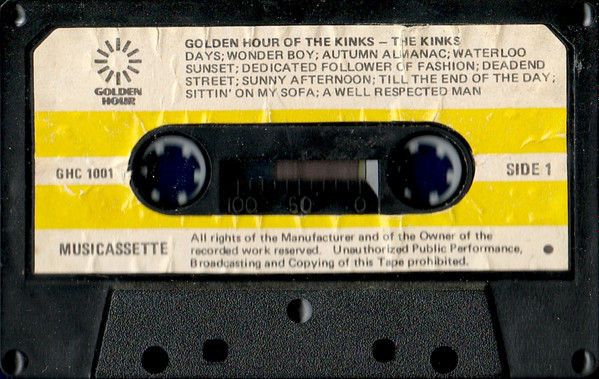 GOLDEN HOUR OF THE KINKS – THE KINKS
DAYS; WONDER BOY; AUTUMN ALMANAC; WATERLOO
SUNSET; DEDICATED FOLLOWER OF FASHION; DEADEND
STREET; SUNNY AFTERNOON; TILL THE END OF THE DAY;
SITTIN' ON MY SOFA; A WELL RESPECTED MAN
GOLDEN
HOUR
GHC 1001
SIDE 1
100 50 0
MUSICASSETTE
All rights of the Manufacturer and of the Owner of the
recorded work reserved. Unauthorized Public Performance,
Broadcasting and Copying of this Tape prohibited.